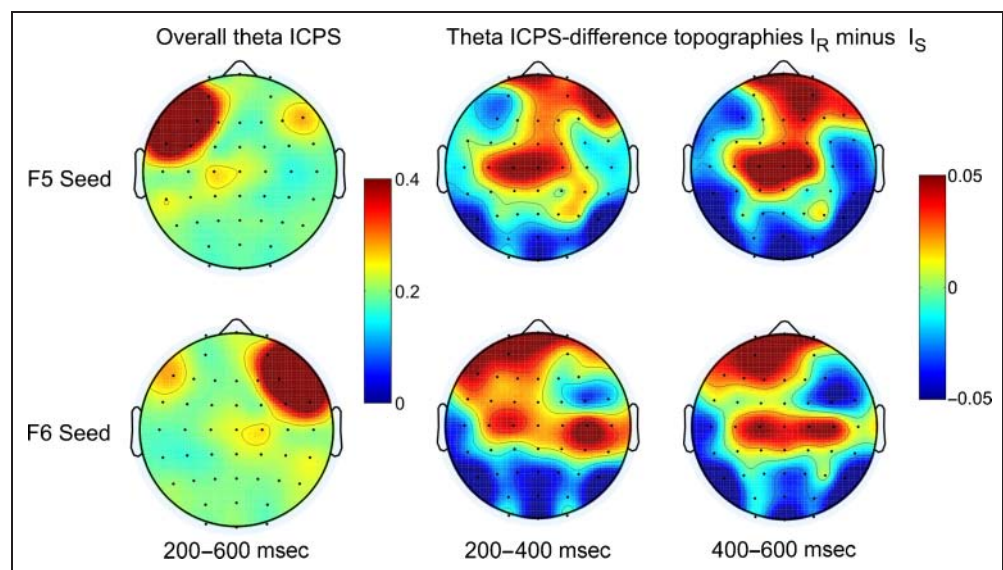 Overall theta ICPS
Theta ICPS-difference topographies I_R minus I_S
F5 Seed
0.4
0.2
0
0.05
0
−0.05
F6 Seed
200–600 msec
200–400 msec
400–600 msec